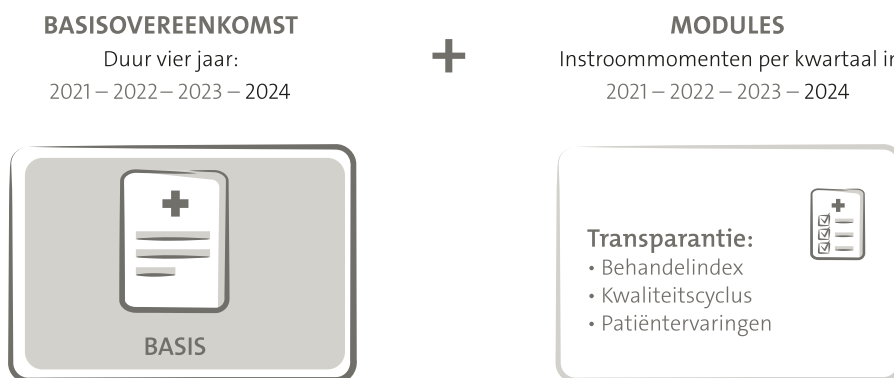 BASISOVEREENKOMST
Duur vier jaar:
2021 – 2022 – 2023 – 2024
+
MODULES
Instroommomenten per kwartaal
2021 – 2022 – 2023 – 2024
BASIS
Transparantie:
• Behandelindex
• Kwaliteitscyclus
• Patiëntervaringen